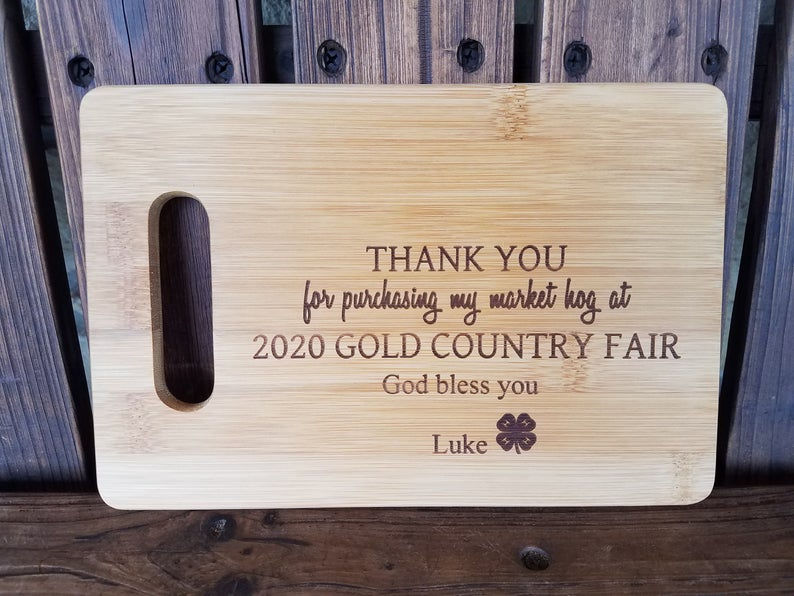 THANK YOU
for purchasing my market hog at
2020 GOLD COUNTRY FAIR
God bless you
Luke